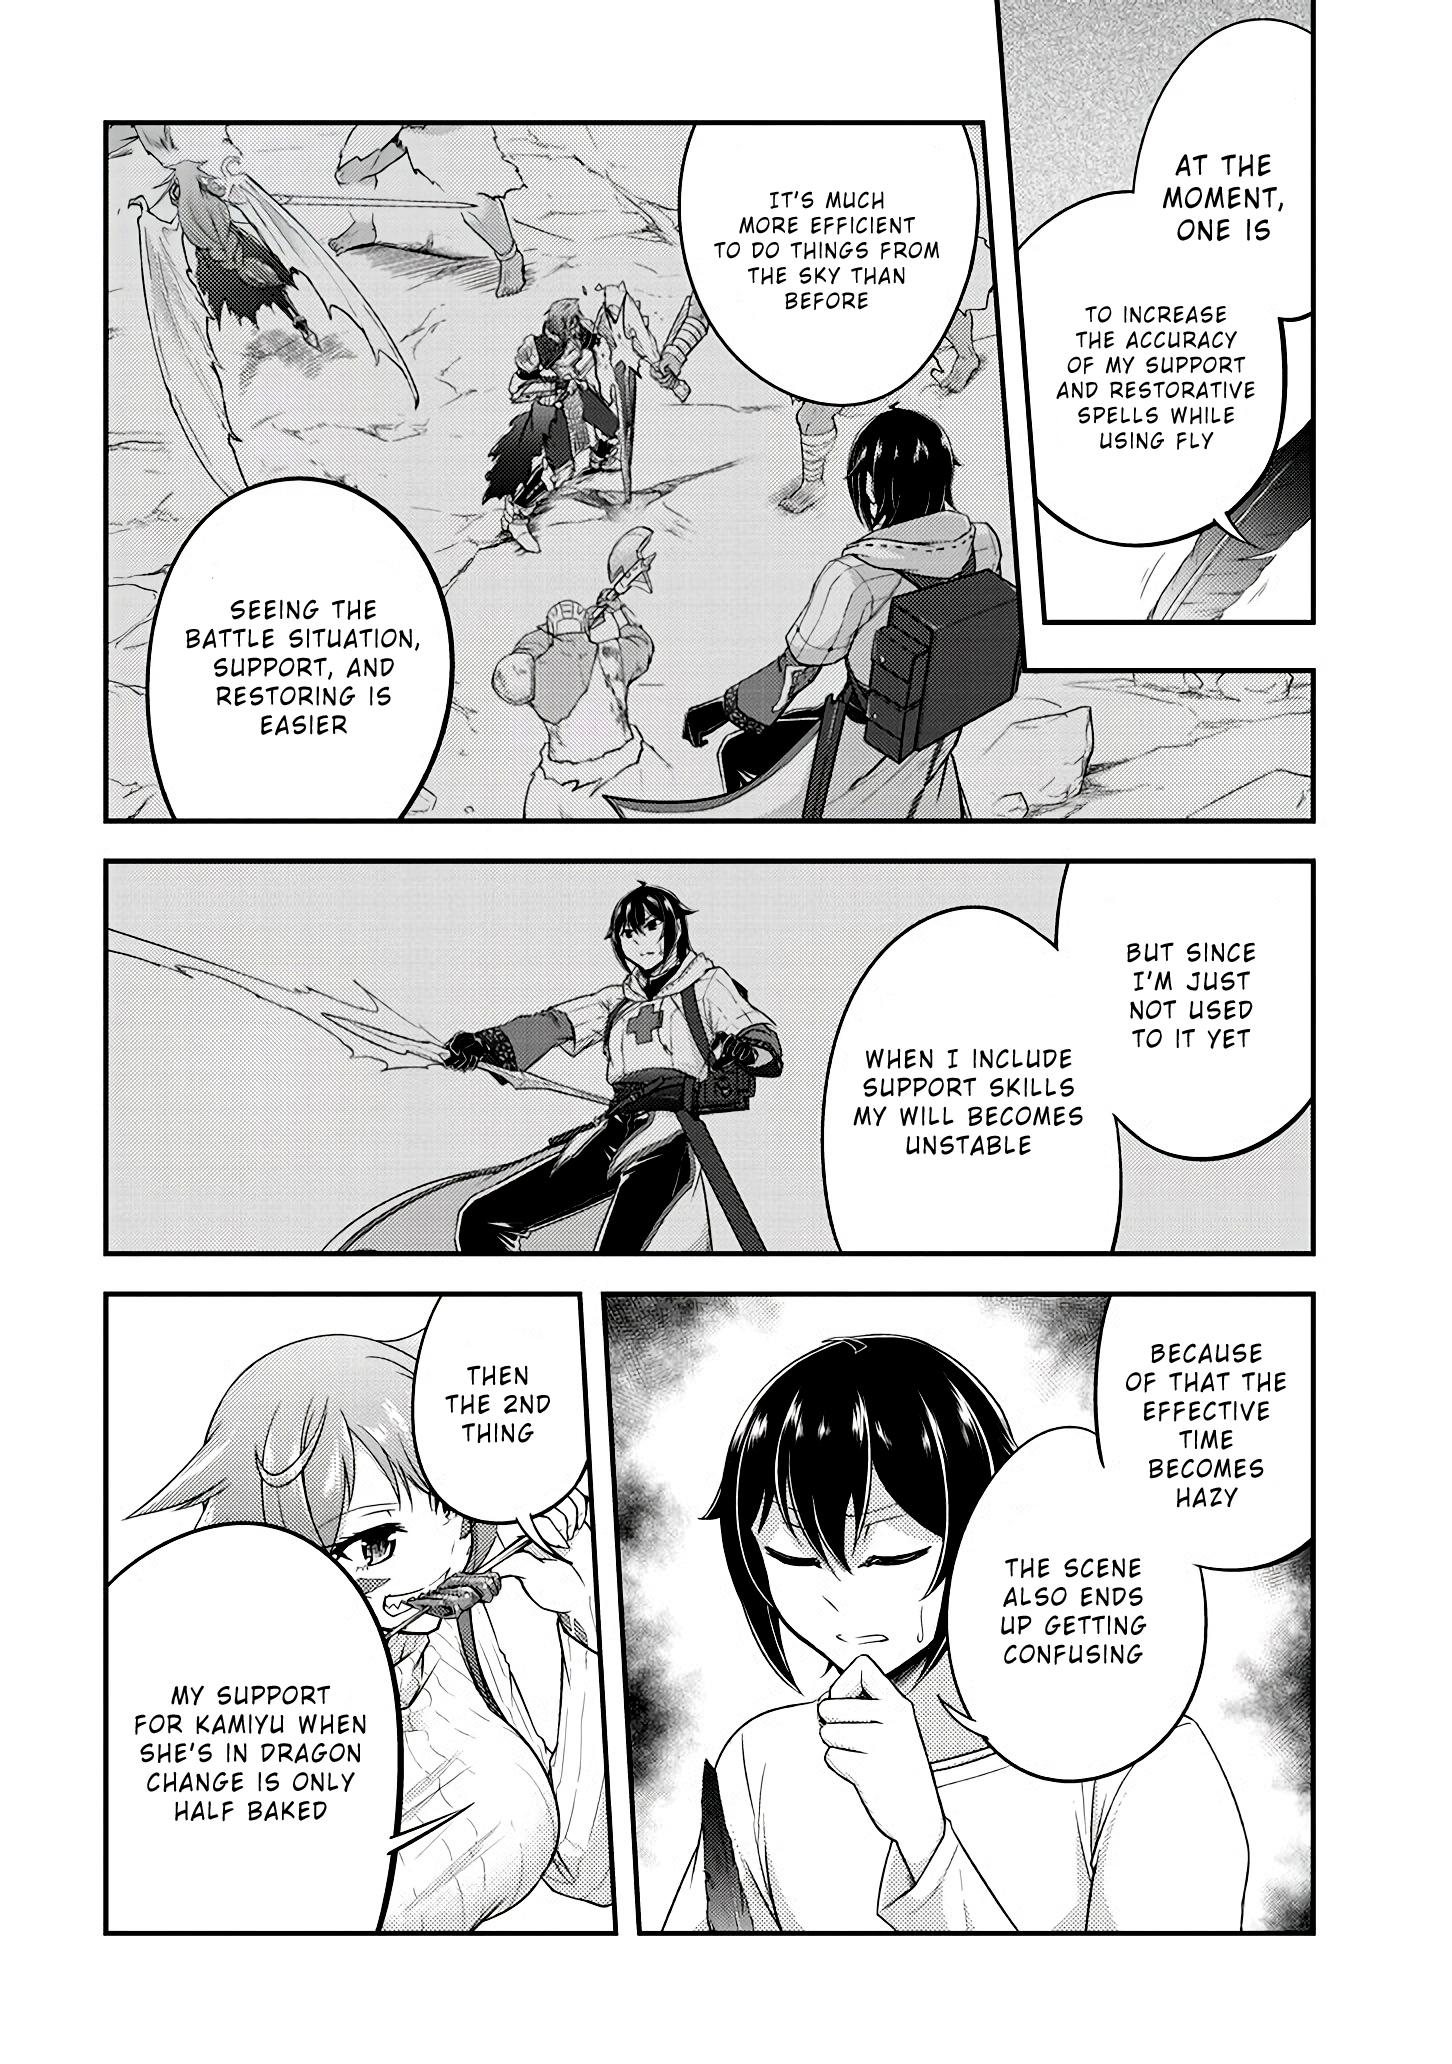 AT THE
MOMENT,
ONE IS
TO INCREASE
THE ACCURACY
OF MY SUPPORT
AND RESTORATIVE
SPELLS WHILE
USING FLY
IT'S MUCH
MORE EFFICIENT
TO DO THINGS FROM
THE SKY THAN
BEFORE
SEEING THE
BATTLE SITUATION,
SUPPORT, AND
RESTORING IS
EASIER
BUT SINCE
I'M JUST
NOT USED
TO IT YET
WHEN I INCLUDE
SUPPORT SKILLS
MY WILL BECOMES
UNSTABLE
BECAUSE
OF THAT THE
EFFECTIVE
TIME
BECOMES
HAZY
THE SCENE
ALSO ENDS
UP GETTING
CONFUSING
THEN
THE 2ND
THING
MY SUPPORT
FOR KAMIYU WHEN
SHE'S IN DRAGON
CHANGE IS ONLY
HALF BAKED